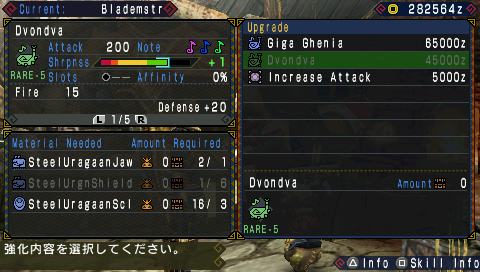 Current: Blademstr
282564z
Dvondva
Attack 200 Note
Shrpnss +1
RARE-5 Slots Affinity 0%
Fire 15
Defense+20
L 1/5 R
Material Needed Amount Required
SteelUragaanJaw 0 2/ 1
SteelUrgnShield 0 1/ 6
SteelUragaanScl 0 16/ 3
Upgrade
Giga Ghenia 65000z
Dvondva 45000z
Increase Attack 5000z
Dvondva Amount 0
RARE-5
強化内容を選択してください。
Info Skill Info